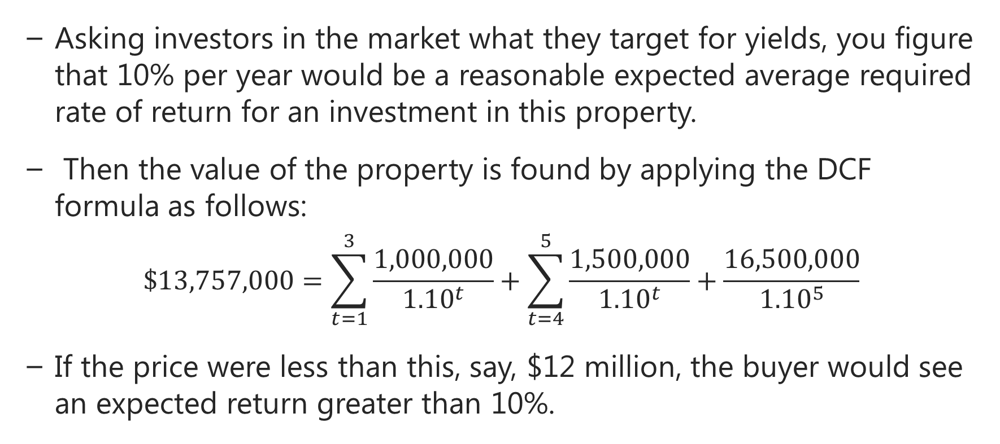 – Asking investors in the market what they target for yields, you figure
that 10% per year would be a reasonable expected average required
rate of return for an investment in this property.
– Then the value of the property is found by applying the DCF
formula as follows:
$13,757,000 = \sum_{t=1}^{3} \frac{1,000,000}{1.10^t} + \sum_{t=4}^{5} \frac{1,500,000}{1.10^t} + \frac{16,500,000}{1.10^5}
– If the price were less than this, say, $12 million, the buyer would see
an expected return greater than 10%.